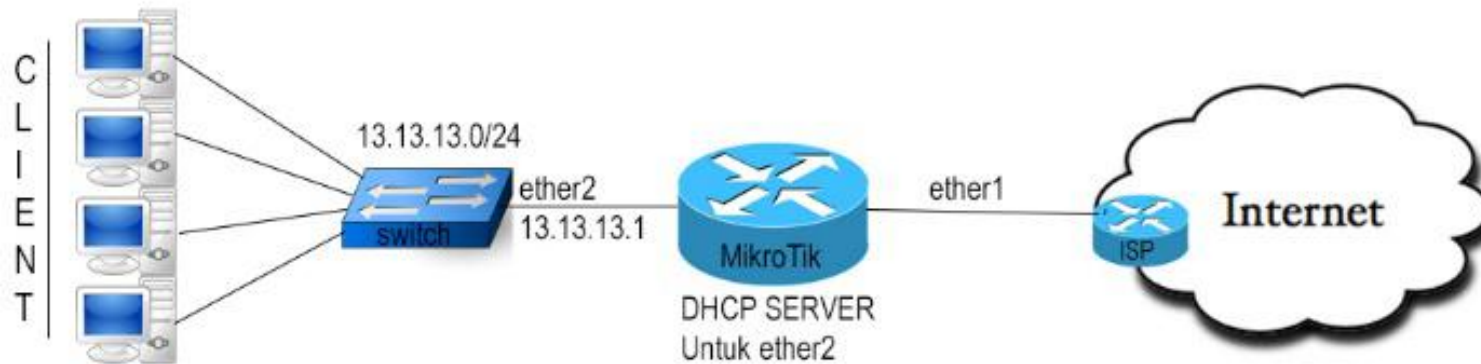 CLIENT
13.13.13.0/24
switch
ether2
13.13.13.1
MikroTik
DHCP SERVER
Untuk ether2
ether1
ISP
Internet